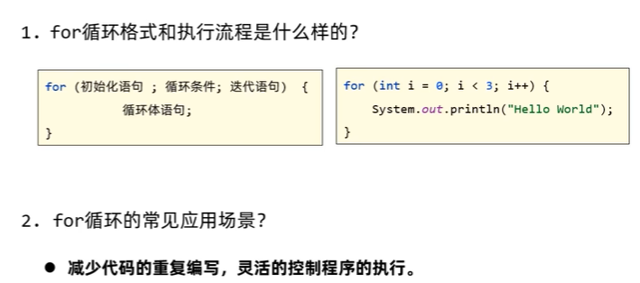 1. for循环格式和执行流程是什么样的?
for (初始化语句 ; 循环条件; 迭代语句) {
循环体语句;
}
for (int i = 0; i < 3; i++) {
System.out.println("Hello World");
}
2. for循环的常见应用场景?
● 减少代码的重复编写，灵活的控制程序的执行。